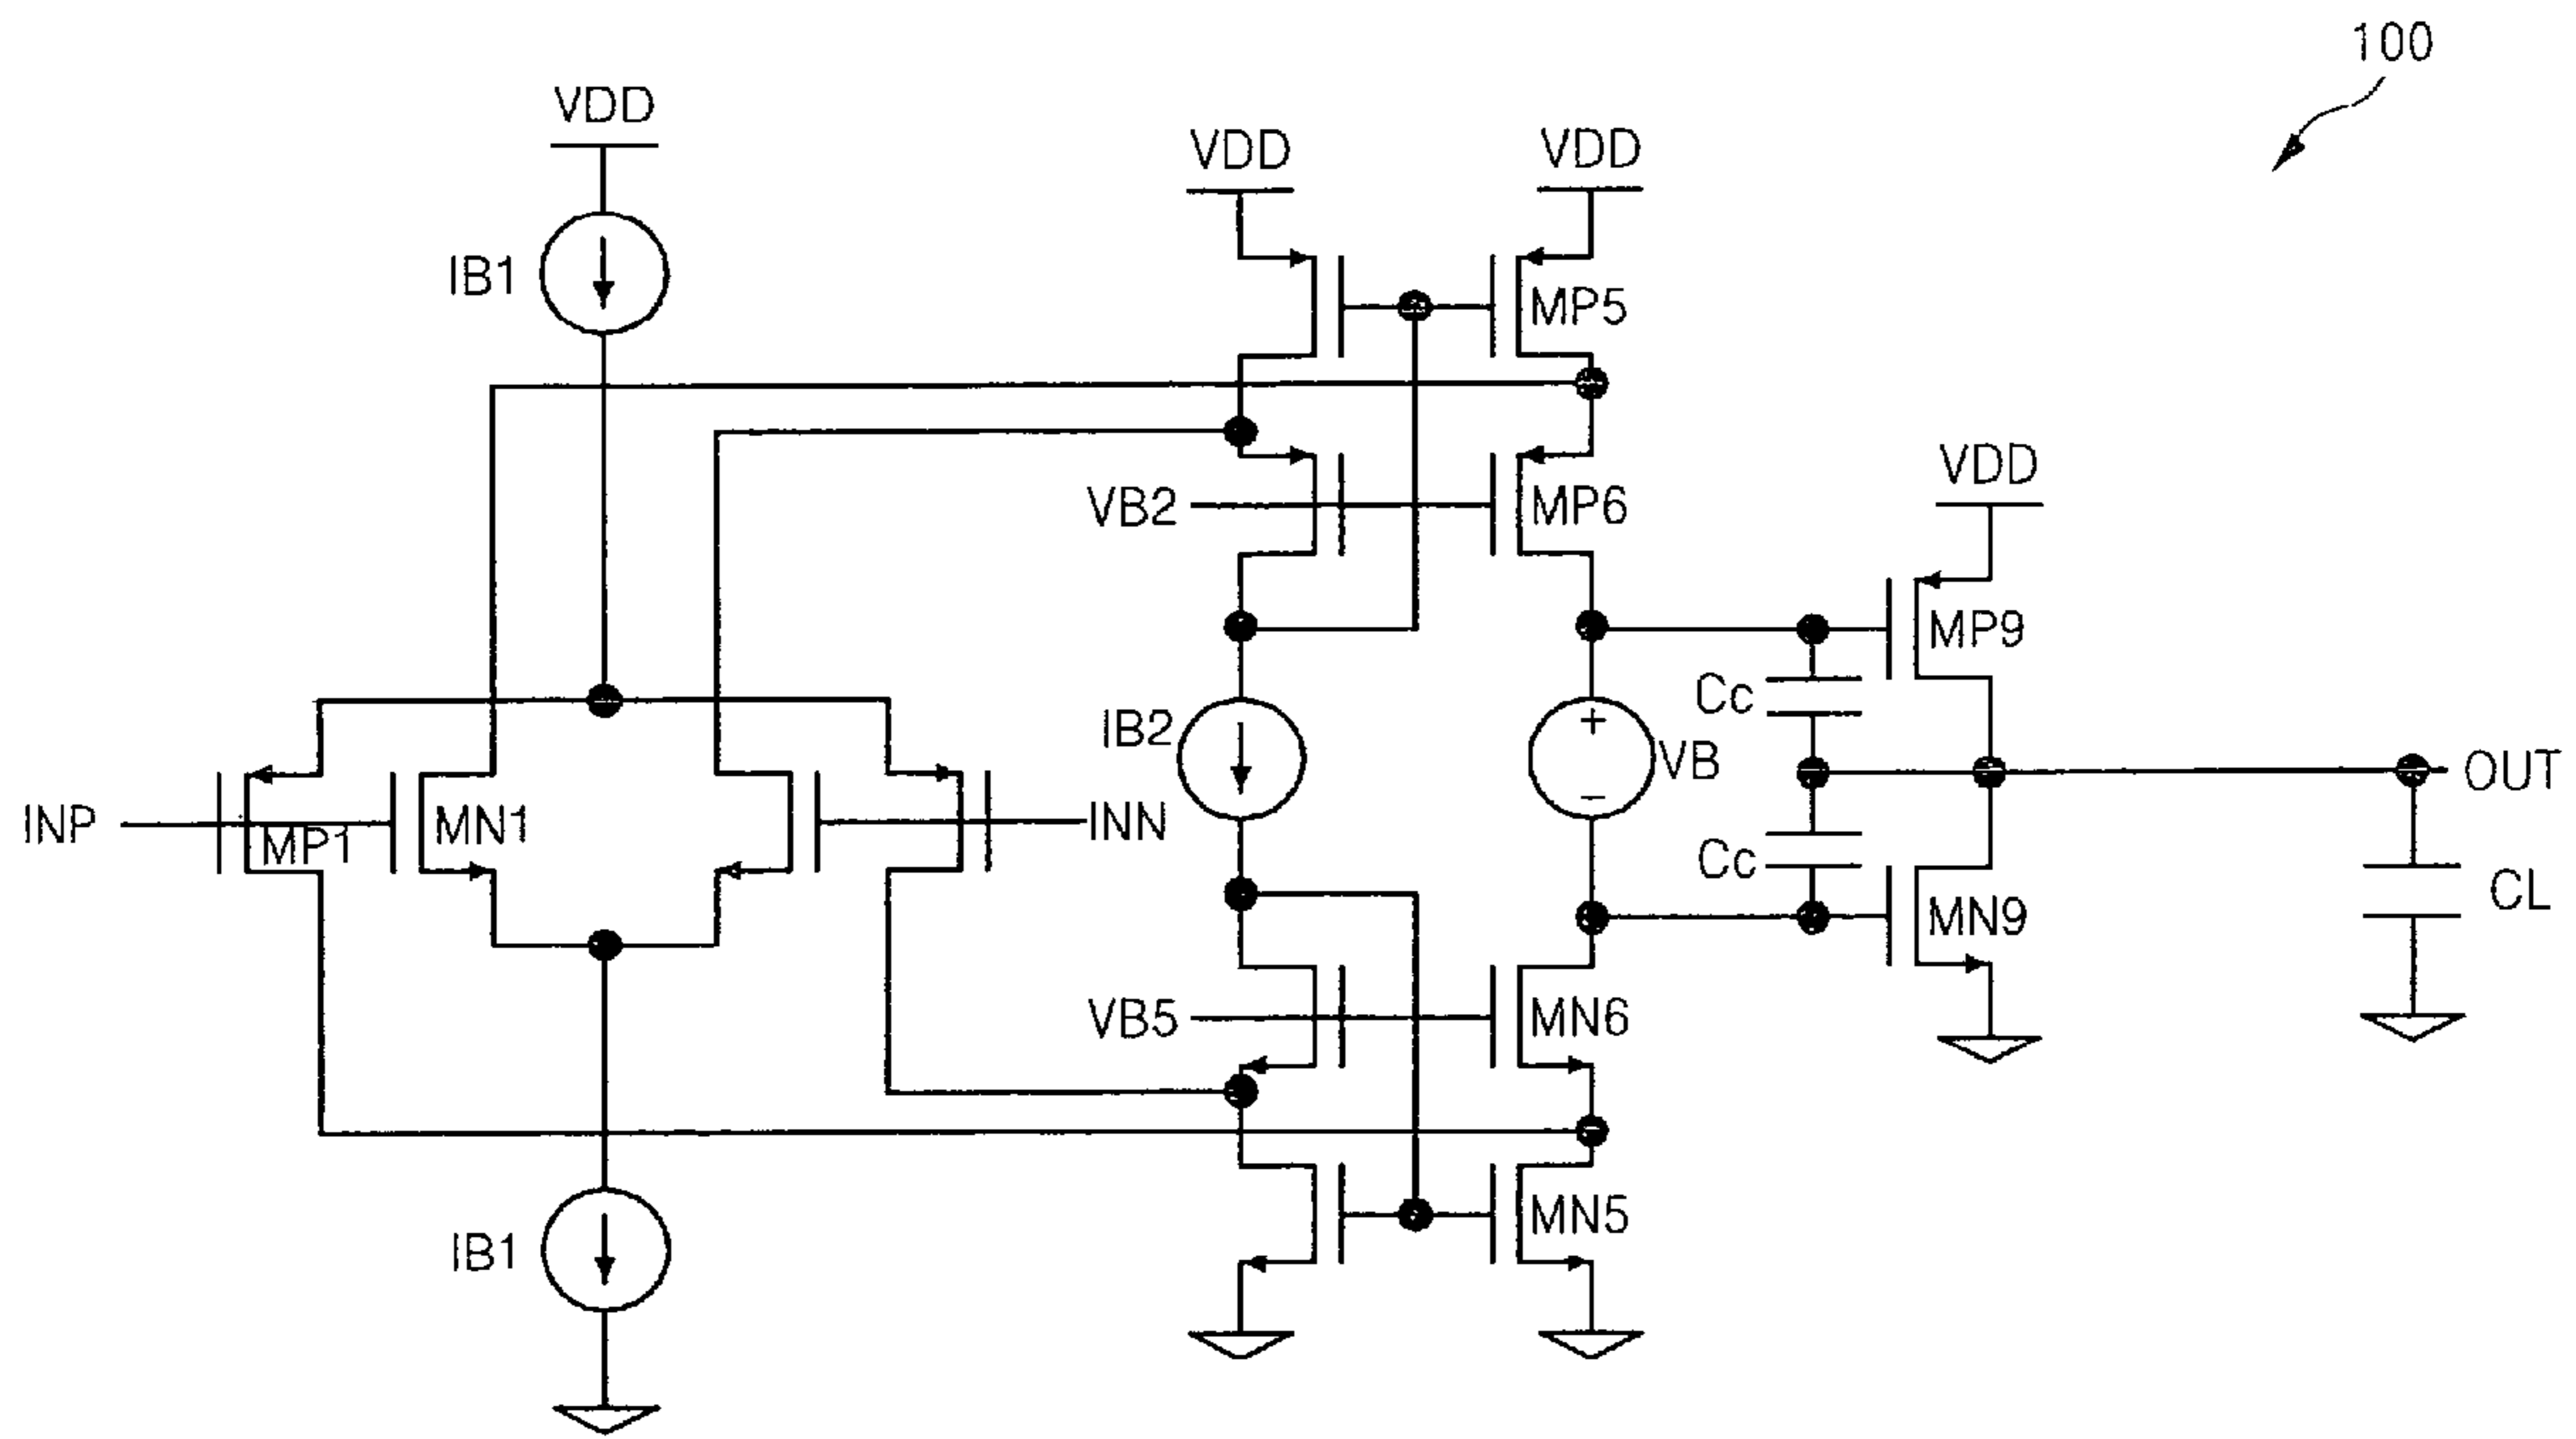 100
VDD
VDD
VDD
IB1
MP5
VB2
MP6
VDD
MP9
Cc
IB2
+
VB
−
OUT
INP
MP1
MN1
INN
Cc
MN9
CL
VB5
MN6
MN5
IB1